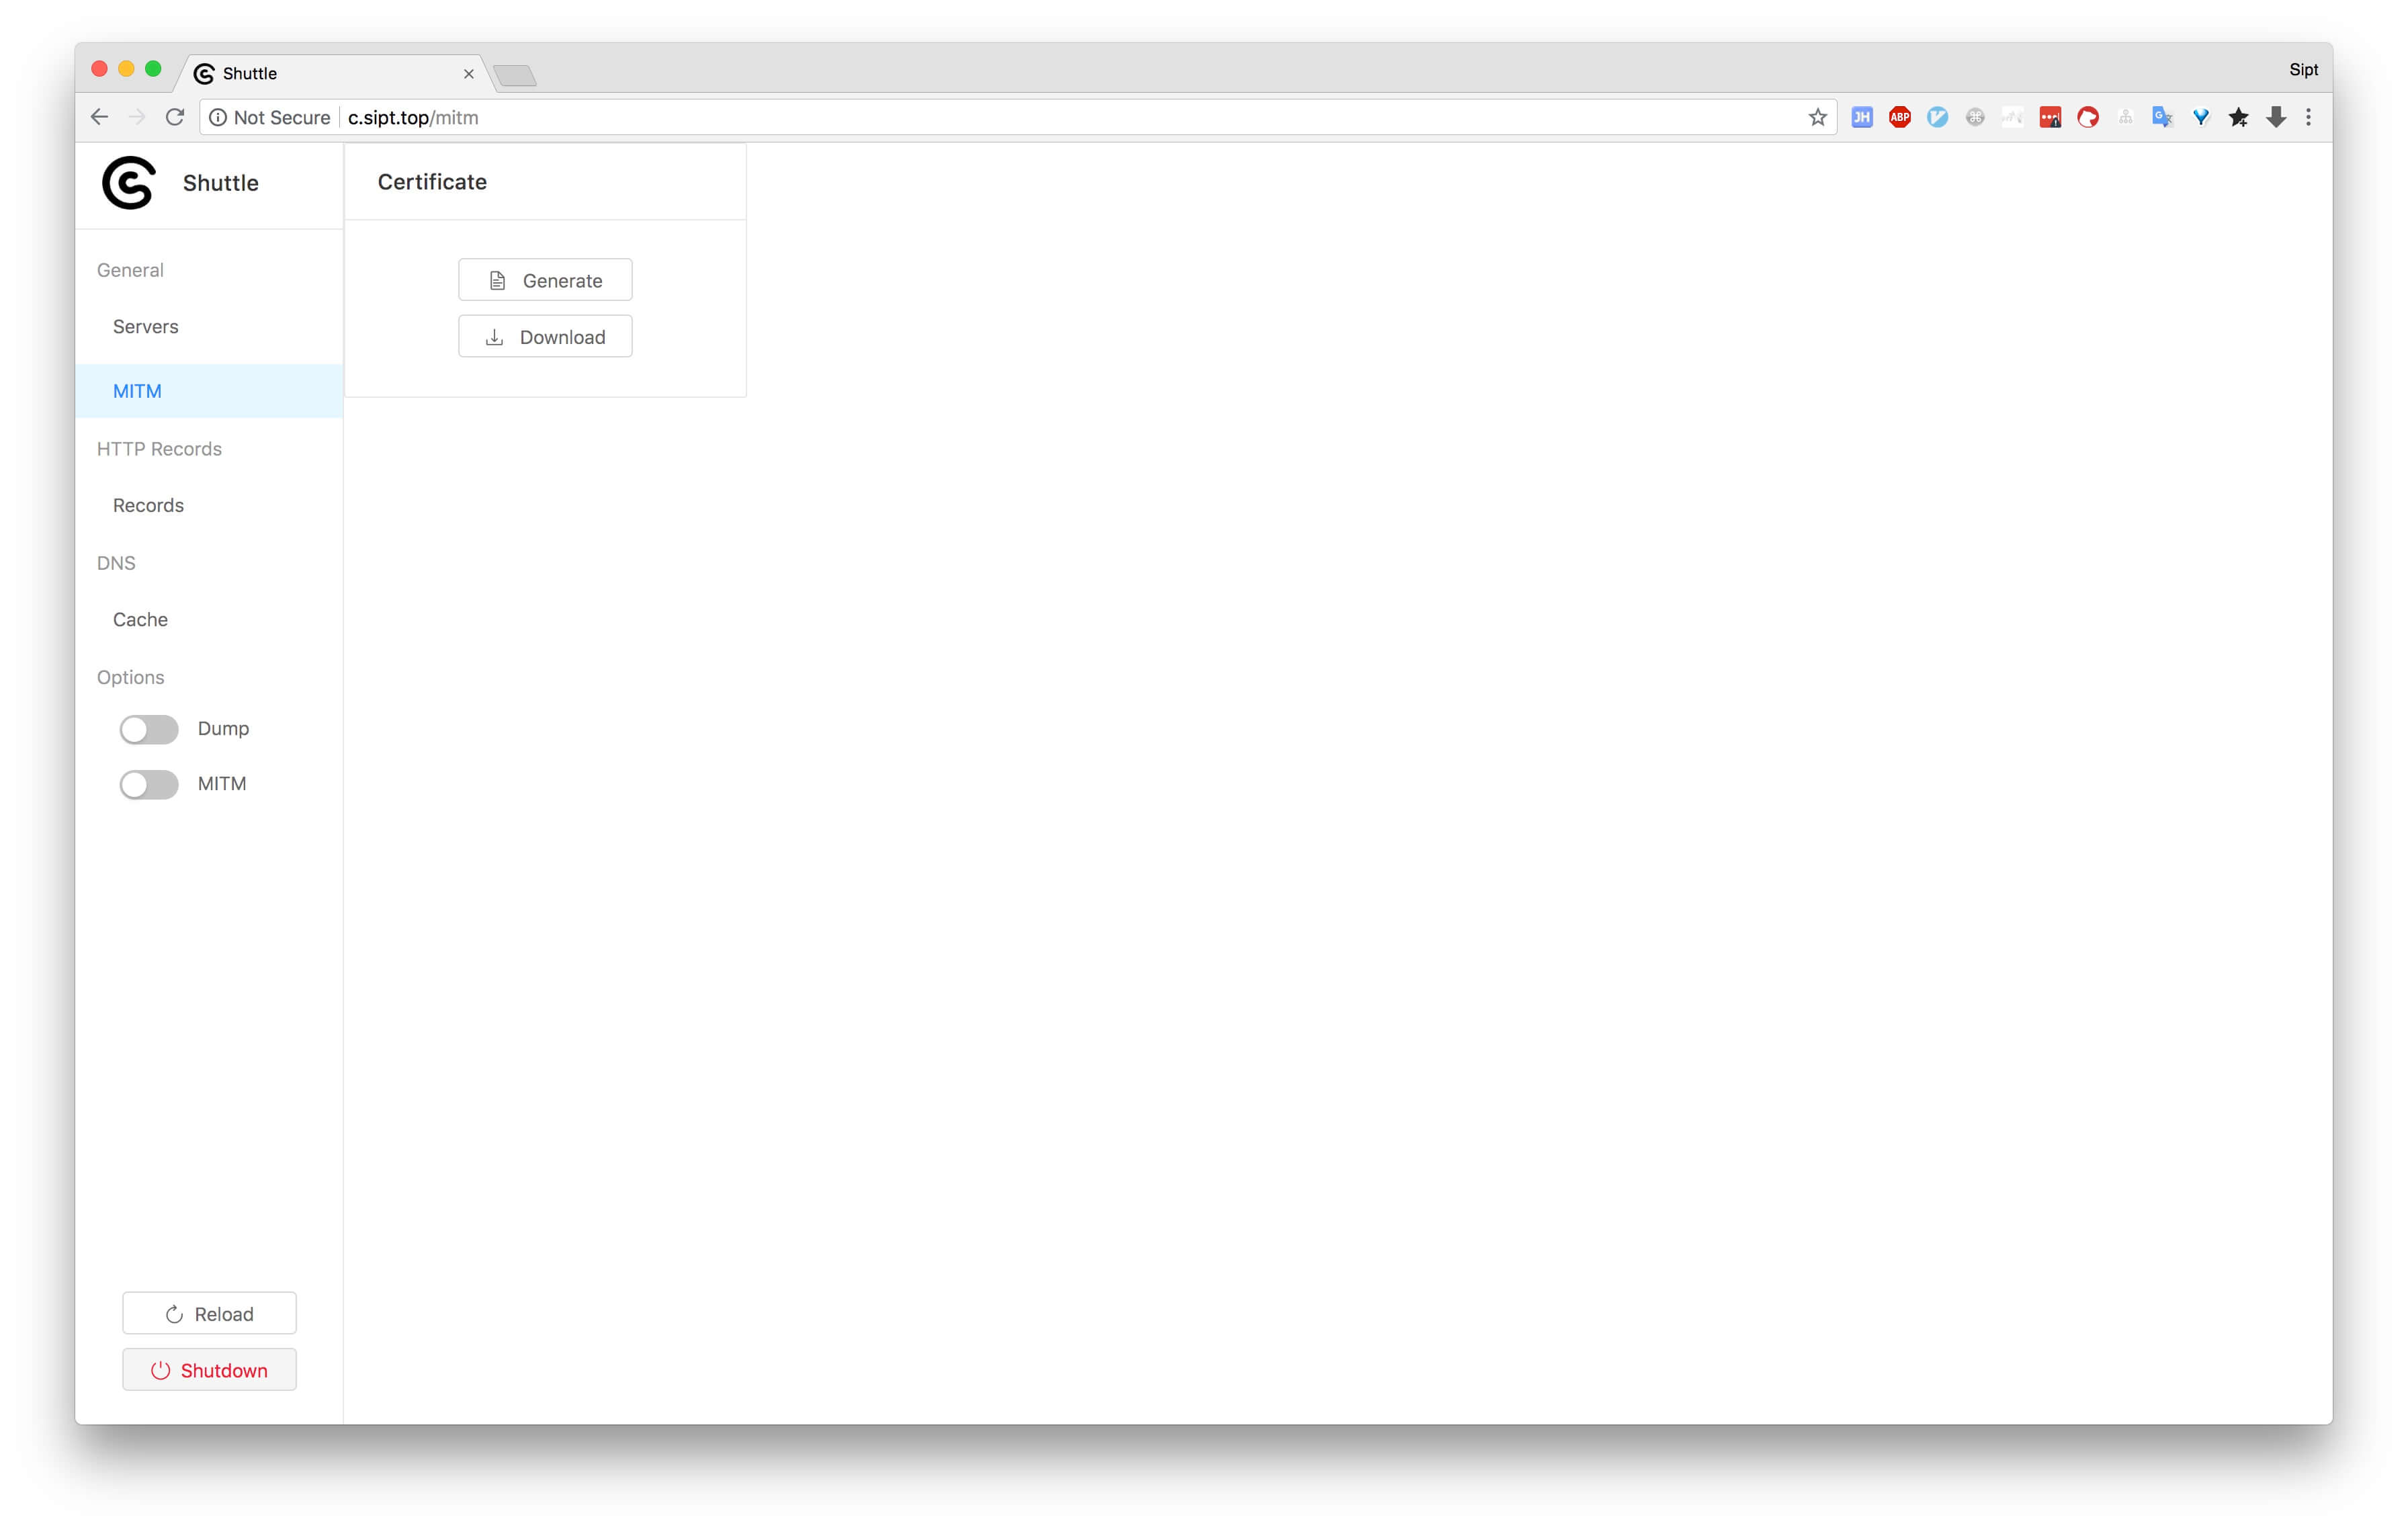 Shuttle
Sipt
Not Secure c.sipt.top/mitm
JH
ABP
Shuttle
Certificate
General
Generate
Servers
Download
MITM
HTTP Records
Records
DNS
Cache
Options
Dump
MITM
Reload
Shutdown